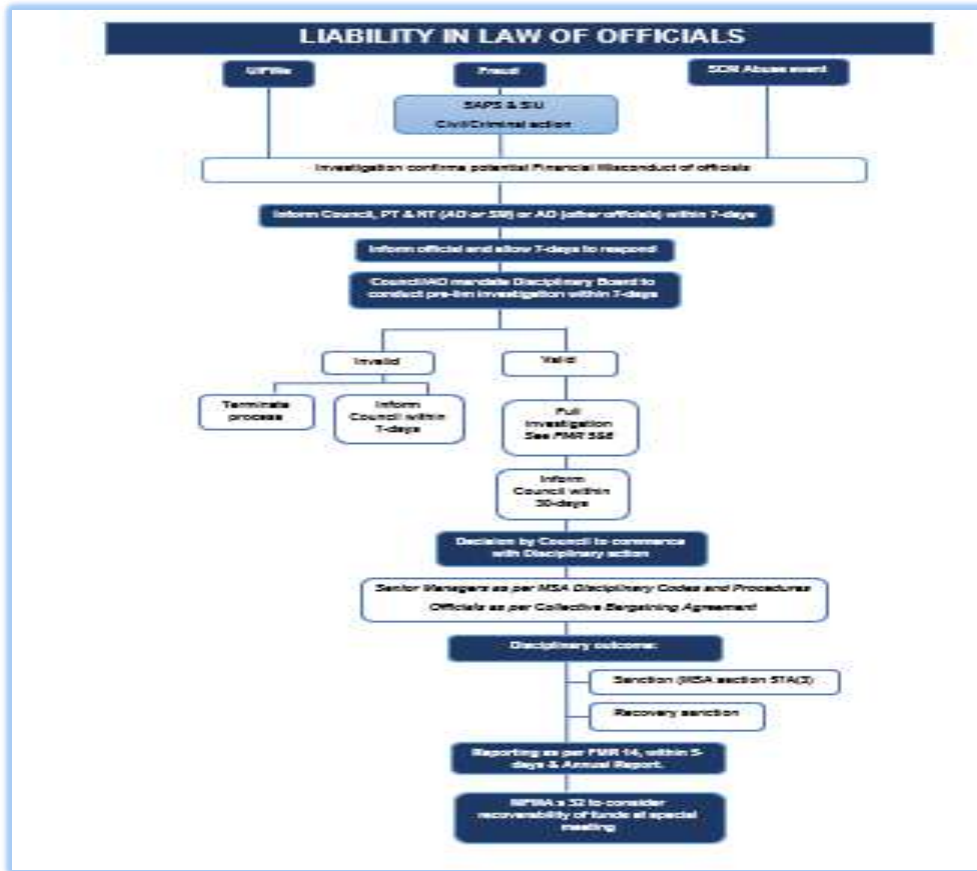 LIABILITY IN LAW OF OFFICIALS
UIFWe
Fraud
SCM Abuse event
SAPS & SIU
Civil/Criminal action
Investigation confirms potential Financial Misconduct of officials
Inform Council, PT & NT (AO or SM) or AO (other officials) within 7-days
Inform official and allow 7-days to respond
Council/AO mandate Disciplinary Board to
conduct pre-lim investigation within 7-days
Invalid
Valid
Terminate
process
Inform
Council within
7-days
Full
investigation
See FMR 5&6
Inform
Council within
30-days
Decision by Council to commence
with Disciplinary action
Senior Managers as per MSA Disciplinary Codes and Procedures
Officials as per Collective Bargaining Agreement
Disciplinary outcome:
Sanction (MSA section 57A(3)
Recovery sanction
Reporting as per FMR 14, within 5-
days & Annual Report.
MFMA s 32 to consider
recoverability of funds at special
meeting